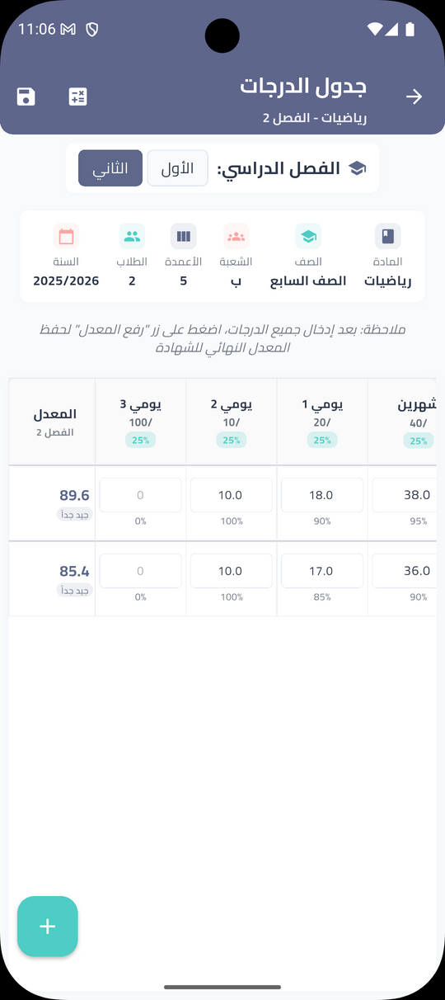 11:06
جدول الدرجات
رياضيات - الفصل 2
الفصل الدراسي: الأول الثاني
المادة الصف الشعبة الأعمدة الطلاب السنة
رياضيات الصف السابع ب 5 2 2025/2026
ملاحظة: بعد إدخال جميع الدرجات، اضغط على زر "رفع المعدل" لحفظ
المعدل النهائي للشهادة
شهرين يومي 1 يومي 2 يومي 3 المعدل
40/ 20/ 10/ 100/ الفصل 2
25% 25% 25% 25%
38.0 18.0 10.0 0 89.6
95% 90% 100% 0% جيد جداً
36.0 17.0 10.0 0 85.4
90% 85% 100% 0% جيد جداً